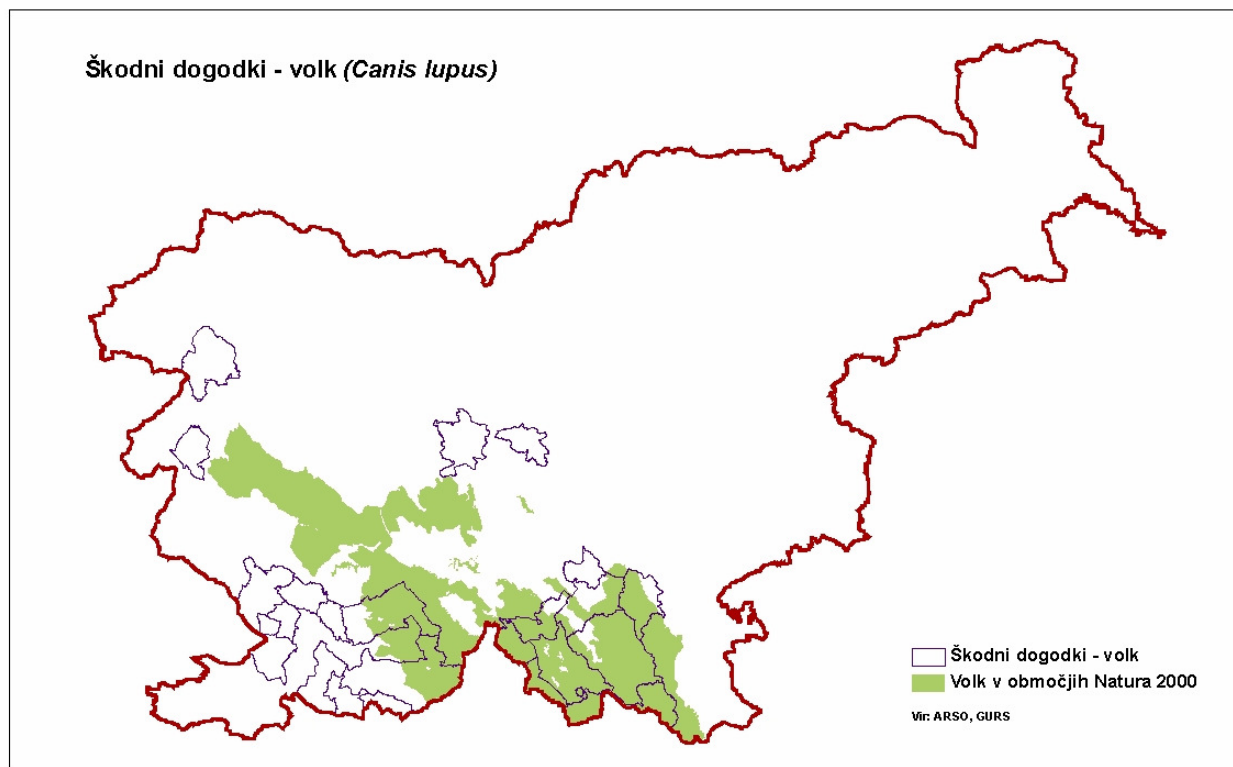 Škodni dogodki - volk (Canis lupus)
Škodni dogodki - volk
Volk v območjih Natura 2000
Vir: ARSO, GURS